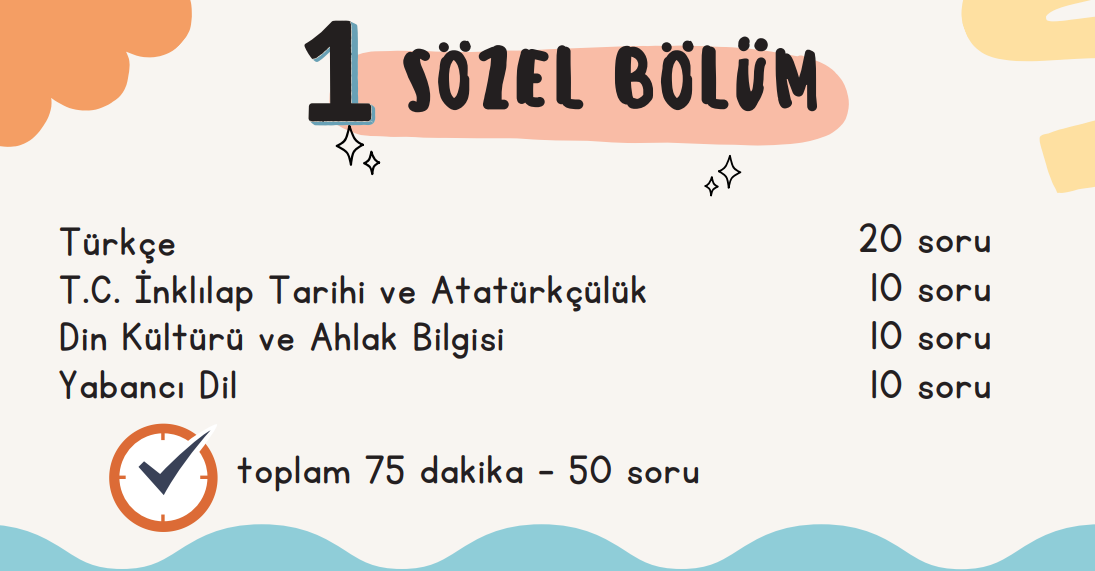 1 SÖZEL BÖLÜM
Türkçe 20 soru
T.C. İnklılap Tarihi ve Atatürkçülük 10 soru
Din Kültürü ve Ahlak Bilgisi 10 soru
Yabancı Dil 10 soru
toplam 75 dakika - 50 soru